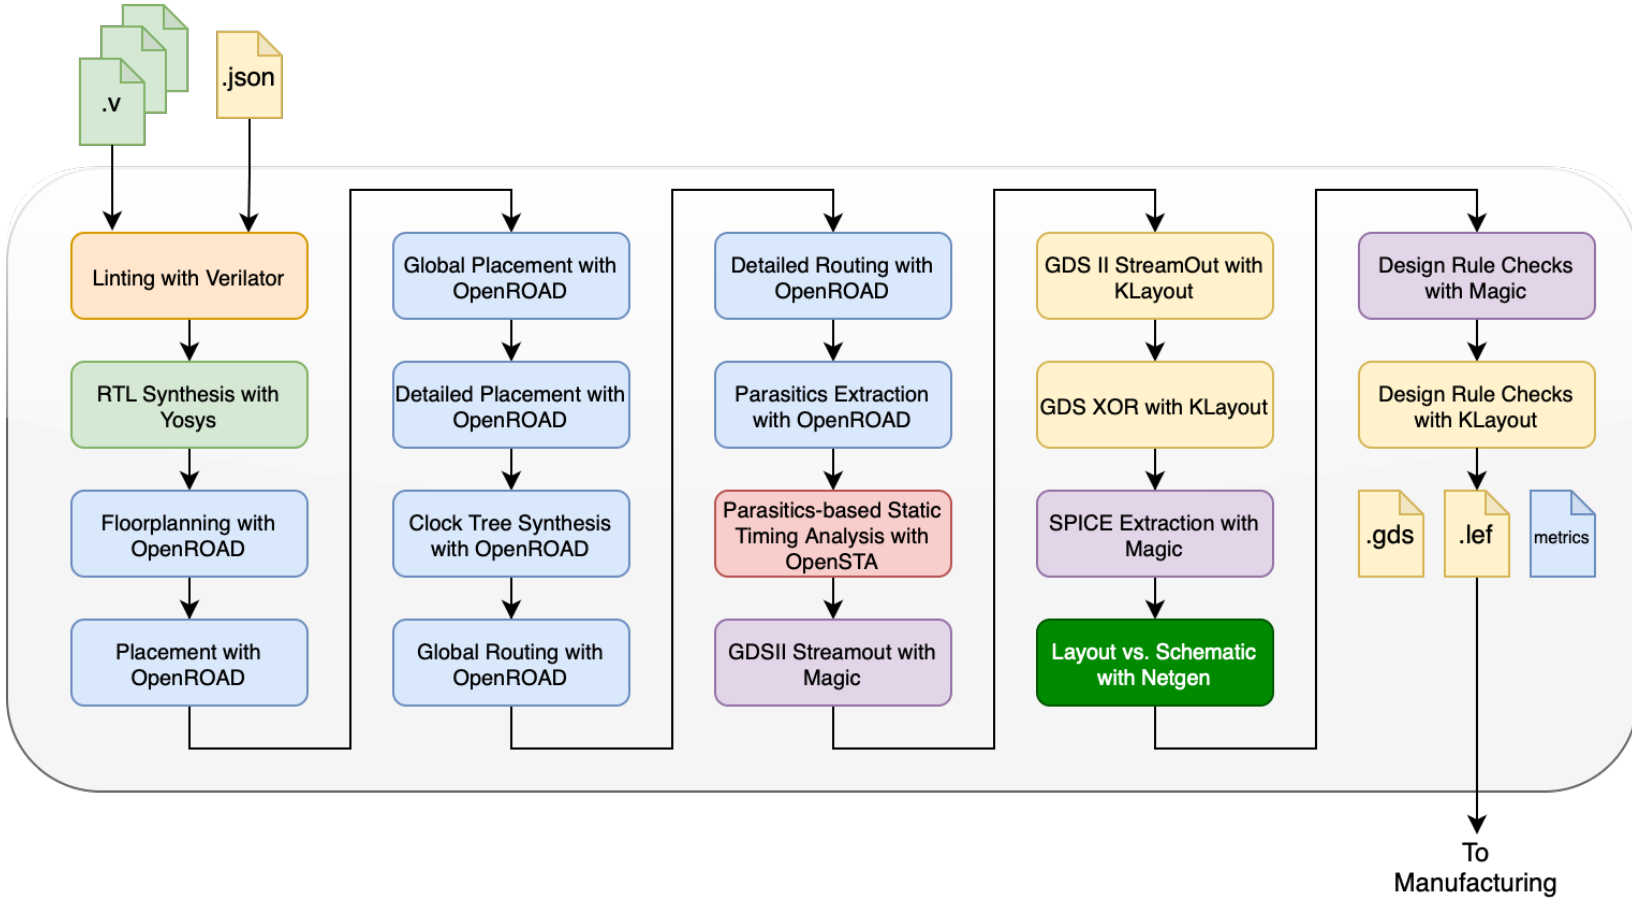 .v
.json
Linting with Verilator
RTL Synthesis with
Yosys
Floorplanning with
OpenROAD
Placement with
OpenROAD
Global Placement with
OpenROAD
Detailed Placement with
OpenROAD
Clock Tree Synthesis
with OpenROAD
Global Routing with
OpenROAD
Detailed Routing with
OpenROAD
Parasitics Extraction
with OpenROAD
Parasitics-based Static
Timing Analysis with
OpenSTA
GDSII Streamout with
Magic
GDS II StreamOut with
KLayout
GDS XOR with KLayout
SPICE Extraction with
Magic
Layout vs. Schematic
with Netgen
Design Rule Checks
with Magic
Design Rule Checks
with KLayout
.gds
.lef
metrics
To
Manufacturing